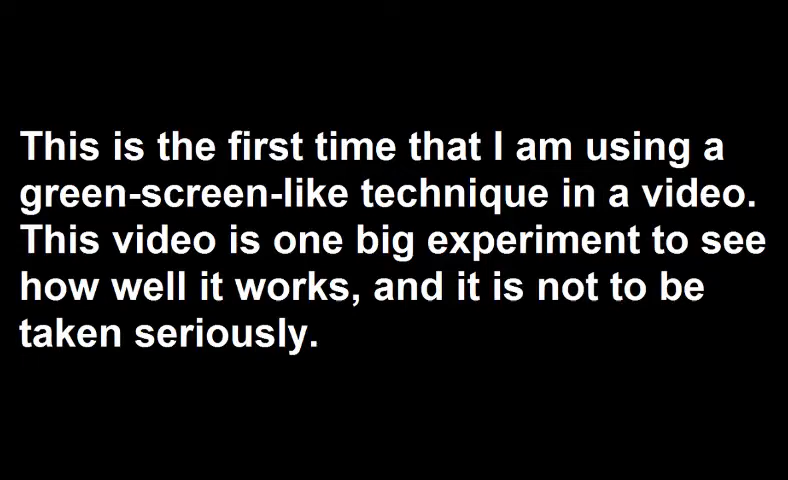 This is the first time that I am using a
green-screen-like technique in a video.
This video is one big experiment to see
how well it works, and it is not to be
taken seriously.